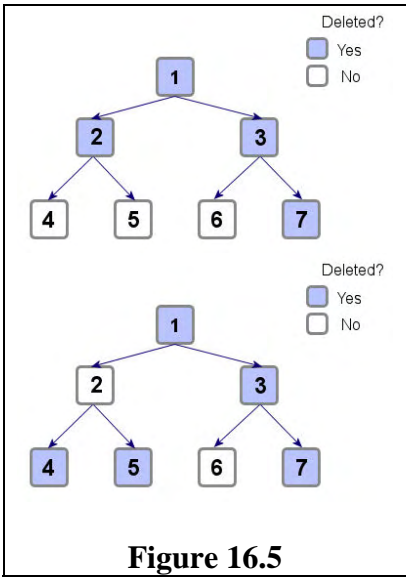 Deleted?
Yes
No
1
2 3
4 5 6 7
Deleted?
Yes
No
1
2 3
4 5 6 7
Figure 16.5